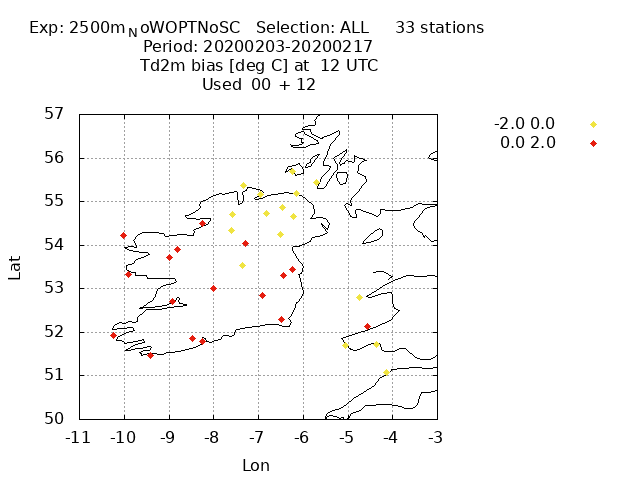 Exp: 2500mNoWOPTNoSC Selection: ALL 33 stations
Period: 20200203-20200217
Td2m bias [deg C] at 12 UTC
Used 00 + 12
-2.0 0.0
0.0 2.0
57
56
55
54
53
52
51
50
Lat
-11 -10 -9 -8 -7 -6 -5 -4 -3
Lon